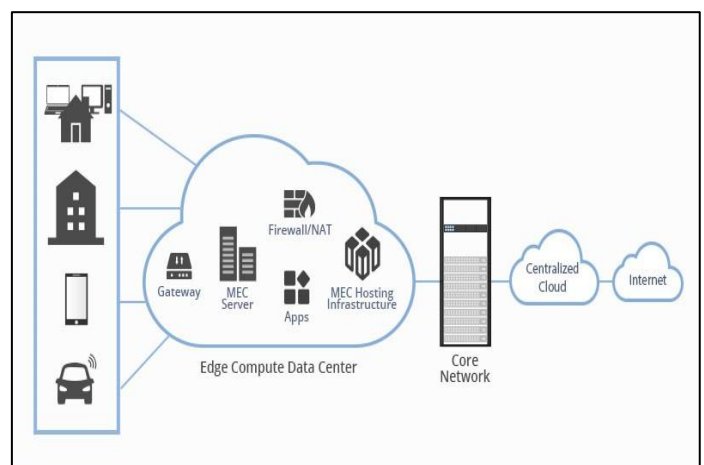 Firewall/NAT
Gateway
MEC
Server
Apps
MEC Hosting
Infrastructure
Edge Compute Data Center
Core
Network
Centralized
Cloud
Internet